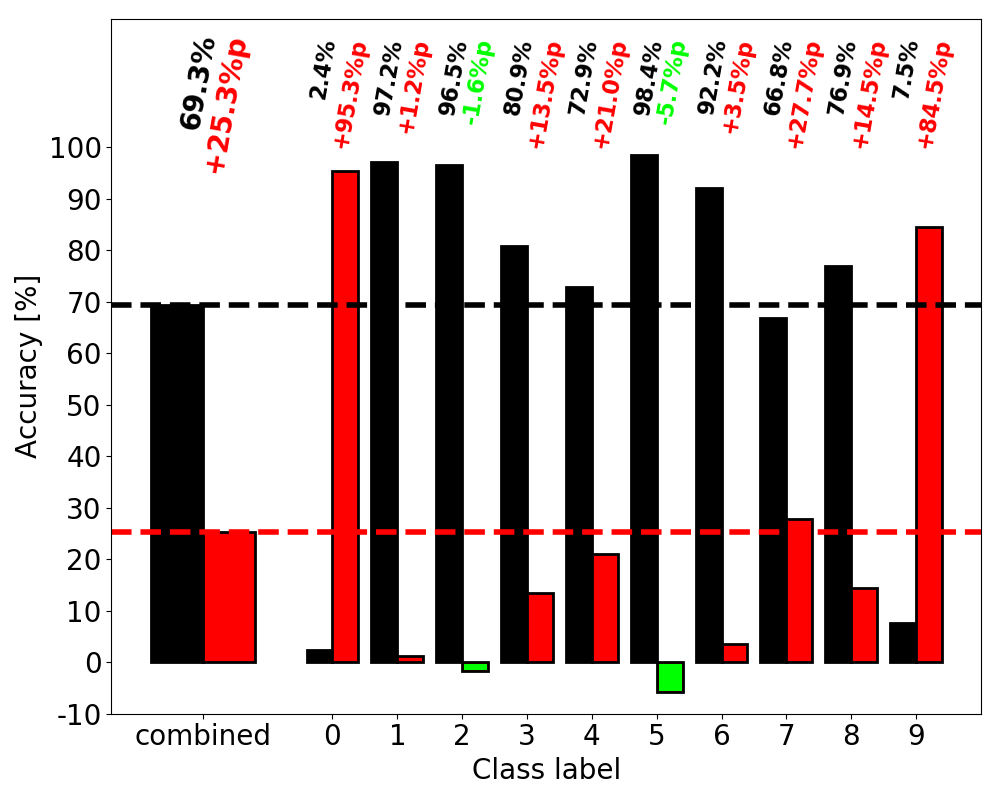 69.3%
+25.3%p
2.4%
+95.3%p
97.2%
+1.2%p
96.5%
-1.6%p
80.9%
+13.5%p
72.9%
+21.0%p
98.4%
-5.7%p
92.2%
+3.5%p
66.8%
+27.7%p
76.9%
+14.5%p
7.5%
+84.5%p
Accuracy [%]
100
90
80
70
60
50
40
30
20
10
0
-10
combined 0 1 2 3 4 5 6 7 8 9
Class label